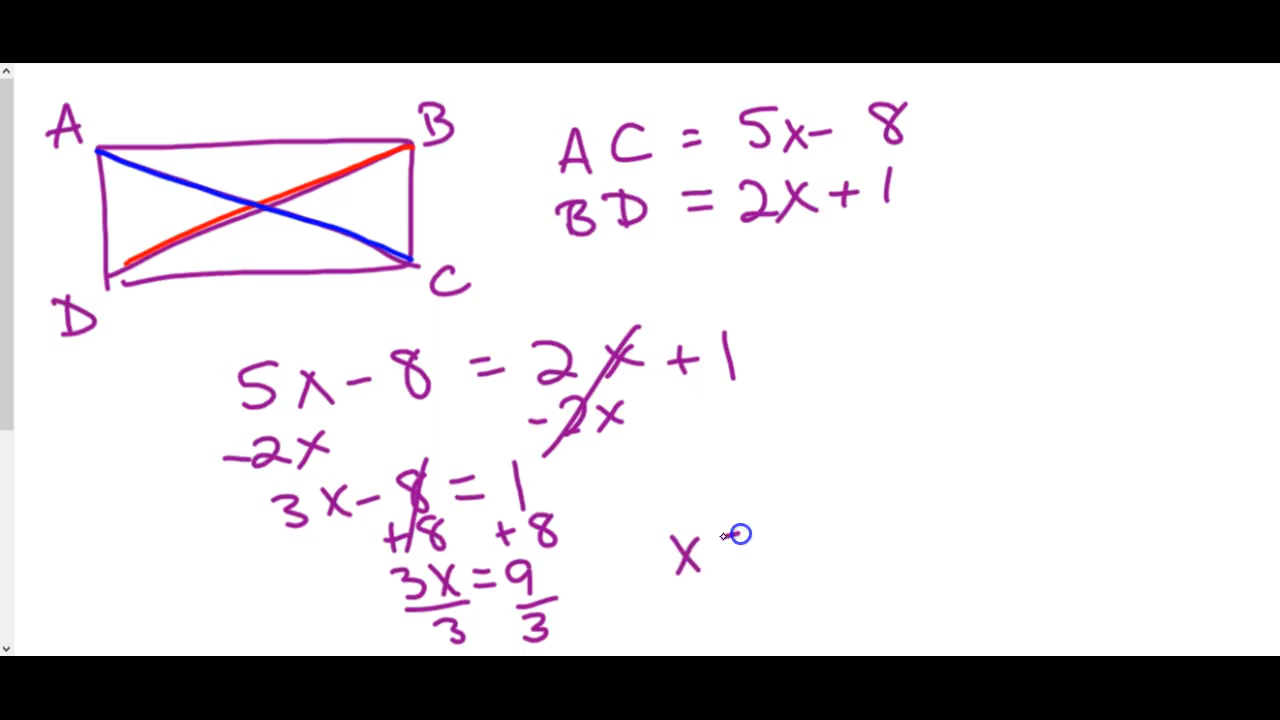 A B
D C
AC = 5x - 8
BD = 2x + 1
5x - 8 = 2x + 1
-2x -2x
3x - 8 = 1
+8 +8
3x = 9
3 3
x -